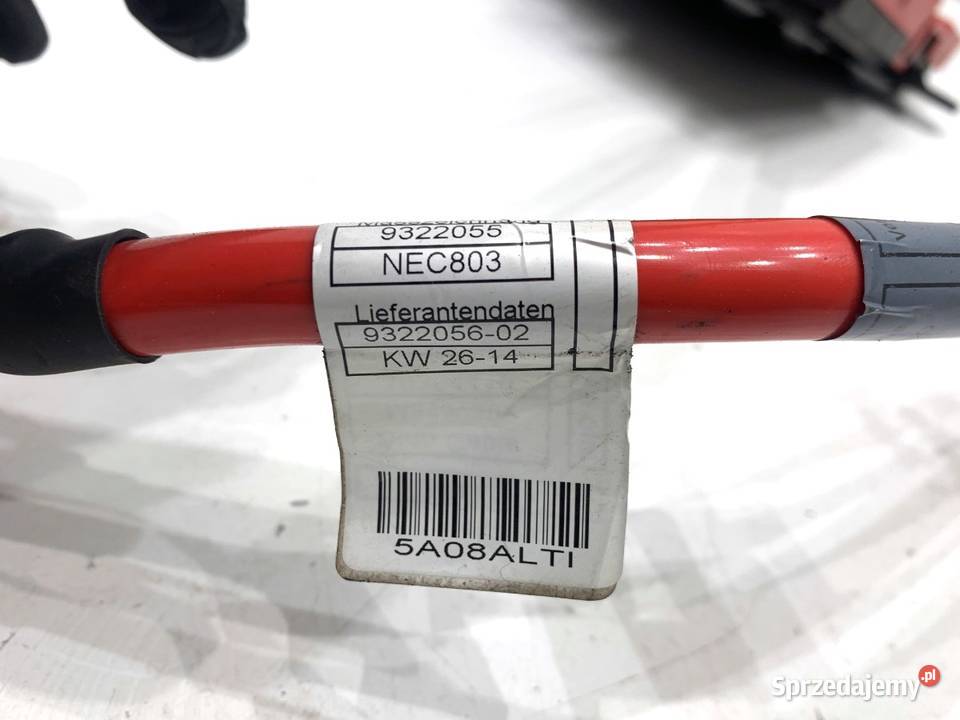 9322055
NEC803
Lieferantendaten
9322056-02
KW 26-14
5A08ALTI
Sprzedajemy.pl